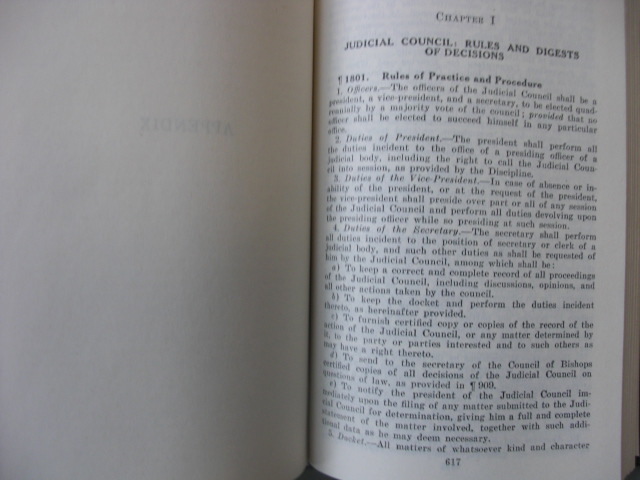 APPENDIX
CHAPTER I
JUDICIAL COUNCIL: RULES AND DIGESTS
OF DECISIONS
¶ 1801. Rules of Practice and Procedure
1. Officers.—The officers of the Judicial Council shall be a
president, a vice-president, and a secretary, to be elected quad-
rennially by a majority vote of the council; provided that no
officer shall be elected to succeed himself in any particular
office.
2. Duties of President.—The president shall perform all
the duties incident to the office of a presiding officer of a
judicial body, including the right to call the Judicial Coun-
cil into session, as provided by the Discipline.
3. Duties of the Vice-President.—In case of absence or in-
ability of the president, or at the request of the president,
the vice-president shall preside over part or all of any session
of the Judicial Council and perform all duties devolving upon
the presiding officer while so presiding at such session.
4. Duties of the Secretary.—The secretary shall perform
all duties incident to the position of secretary or clerk of a
judicial body, and such other duties as shall be requested of
him by the Judicial Council, among which shall be:
a) To keep a correct and complete record of all proceedings
of the Judicial Council, including discussions, opinions, and
all other actions taken by the council.
b) To keep the docket and perform the duties incident
thereto, as hereinafter provided.
c) To furnish certified copy or copies of the record of the
action of the Judicial Council, or any matter determined by
it, to the party or parties interested and to such others as
may have a right thereto.
d) To send to the secretary of the Council of Bishops
certified copies of all decisions of the Judicial Council on
questions of law, as provided in ¶ 909.
e) To notify the president of the Judicial Council im-
mediately upon the filing of any matter submitted to the Judi-
cial Council for determination, giving him a full and complete
statement of the matter involved, together with such addi-
tional data as he may deem necessary.
5. Docket.—All matters of whatsoever kind and character
617